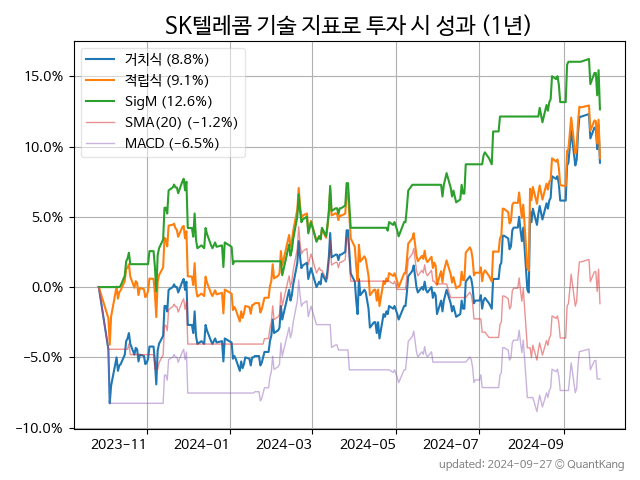 SK텔레콤 기술 지표로 투자 시 성과 (1년)
거치식 (8.8%)
적립식 (9.1%)
SigM (12.6%)
SMA(20) (−1.2%)
MACD (−6.5%)
15.0%
10.0%
5.0%
0.0%
−5.0%
−10.0%
2023-11
2024-01
2024-03
2024-05
2024-07
2024-09
updated: 2024-09-27 © QuantKang